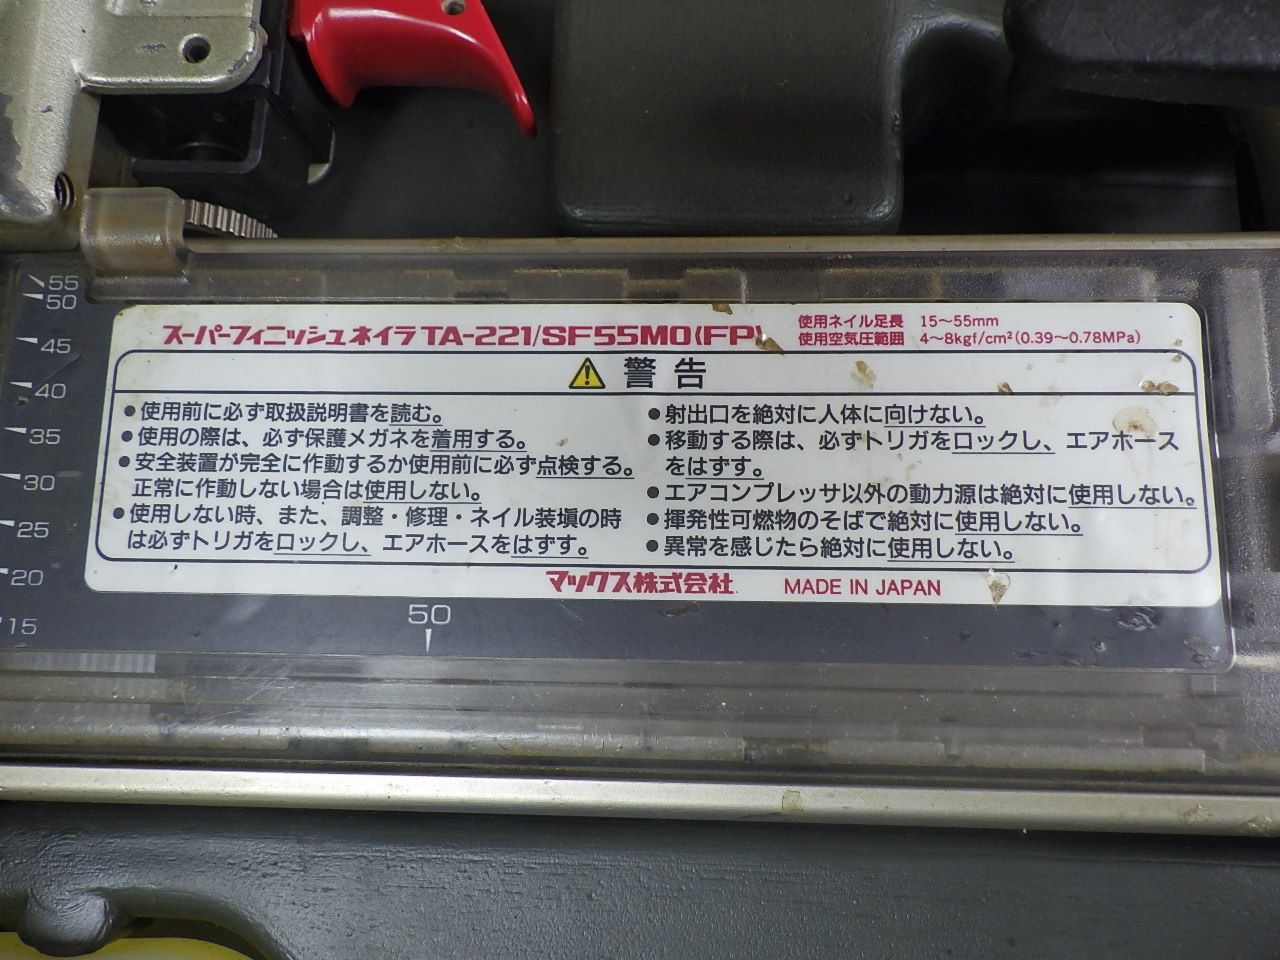 スーパーフィニッシュネイラ TA-221/SF55MO(FP)
使用ネイル足長 15~55mm
使用空気圧範囲 4~8kgf/cm²(0.39~0.78MPa)
警告
●使用前に必ず取扱説明書を読む。
●使用の際は、必ず保護メガネを着用する。
●安全装置が完全に作動するか使用前に必ず点検する。
正常に作動しない場合は使用しない。
●使用しない時、また、調整・修理・ネイル装塡の時
は必ずトリガをロックし、エアホースをはずす。
●射出口を絶対に人体に向けない。
●移動する際は、必ずトリガをロックし、エアホース
をはずす。
●エアコンプレッサ以外の動力源は絶対に使用しない。
●揮発性可燃物のそばで絶対に使用しない。
●異常を感じたら絶対に使用しない。
マックス株式会社 MADE IN JAPAN
55
50
45
40
35
30
25
20
15
50